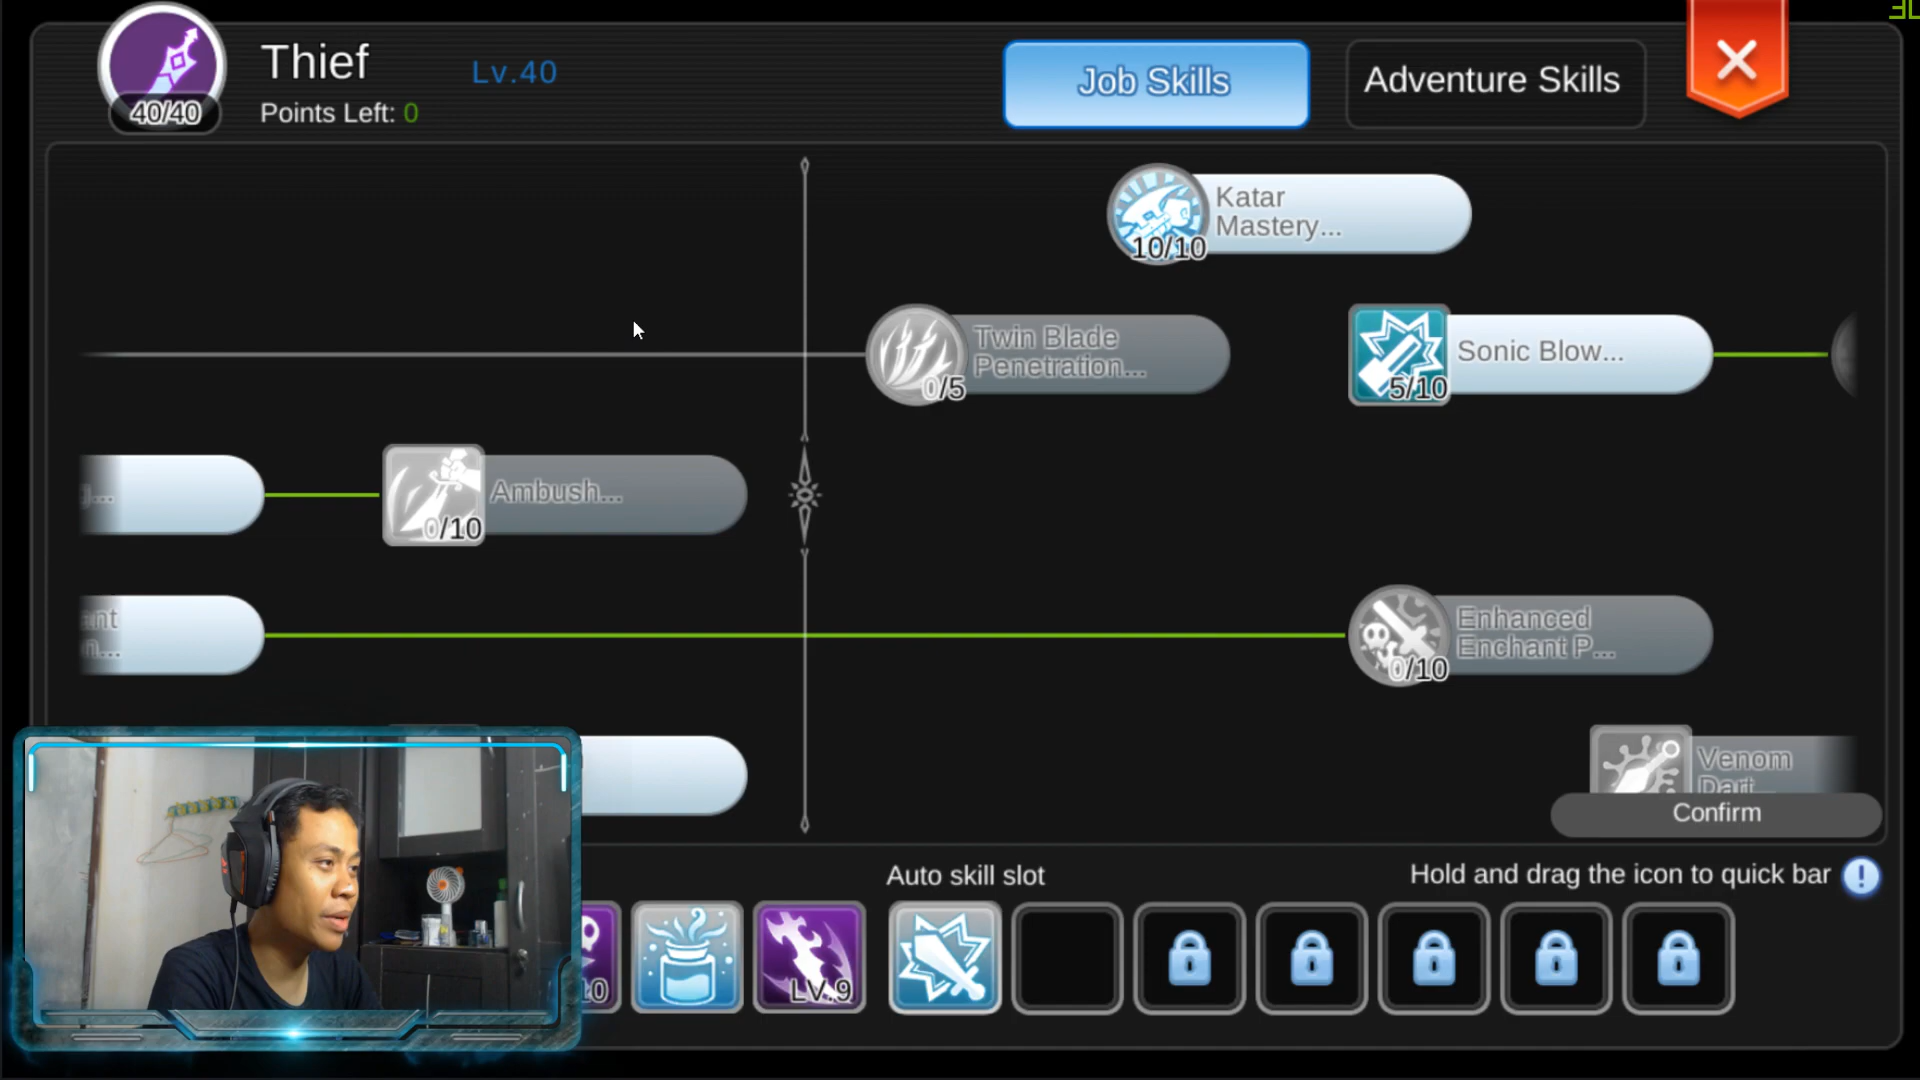 Thief
Lv.40
40/40
Points Left: 0
Job Skills
Adventure Skills
Katar
Mastery...
10/10
Twin Blade
Penetration...
0/5
Sonic Blow...
5/10
Ambush...
0/10
Enhanced
Enchant P...
0/10
Venom
Dart...
Confirm
Auto skill slot
Hold and drag the icon to quick bar
LV.9